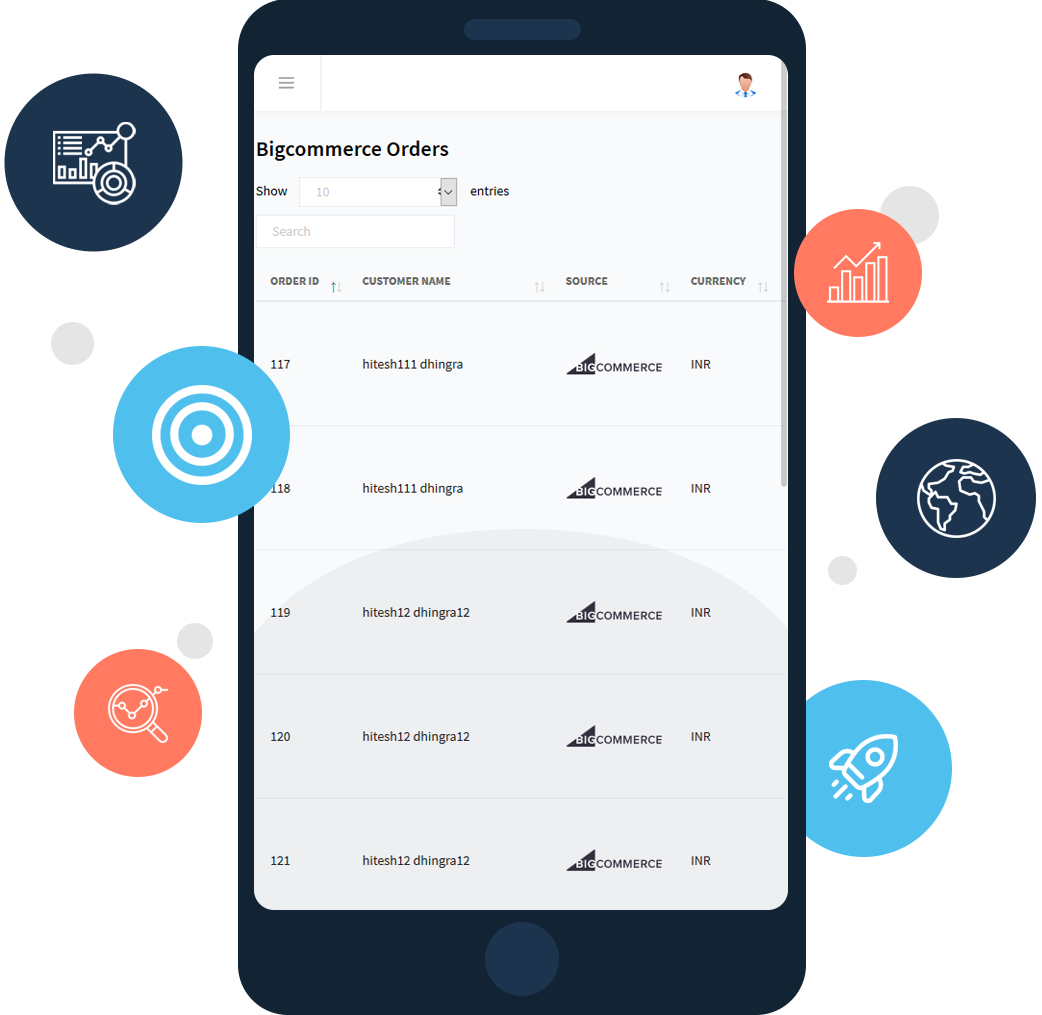 Bigcommerce Orders
Show 10 entries
Search
ORDER ID CUSTOMER NAME SOURCE CURRENCY
117 hitesh111 dhingra BIGCOMMERCE INR
118 hitesh111 dhingra BIGCOMMERCE INR
119 hitesh12 dhingra12 BIGCOMMERCE INR
120 hitesh12 dhingra12 BIGCOMMERCE INR
121 hitesh12 dhingra12 BIGCOMMERCE INR